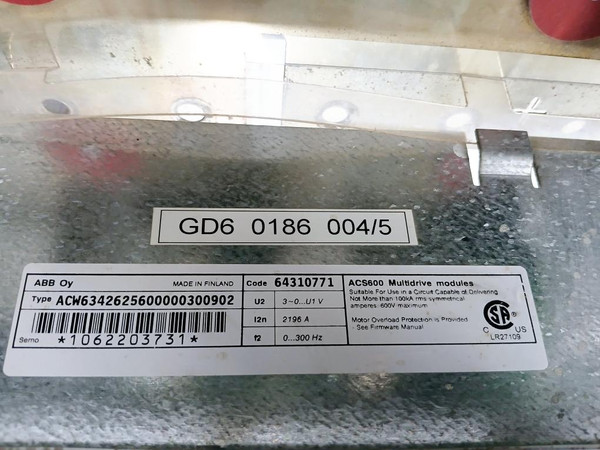 GD6 0186 004/5
ABB Oy MADE IN FINLAND
Type ACW6342625600000300902
Serno *1062203731*
Code 64310771
U2 3~0...U1 V
I2n 2196 A
f2 0...300 Hz
ACS600 Multidrive modules
Suitable For Use in a Circuit Capable of Delivering
Not More than 100kA rms symmetrical
amperes :600V maximum
Motor Overload Protection is Provided
- See Firmware Manual
C SA US
LR27109